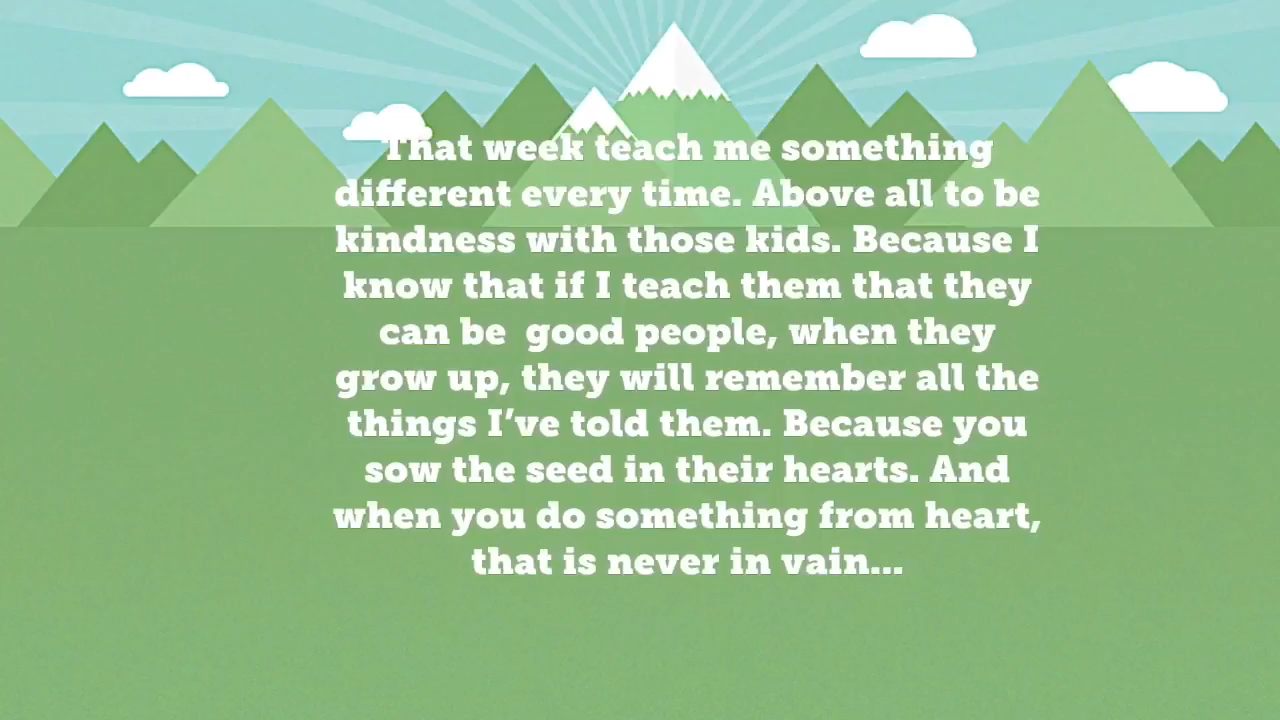 That week teach me something
different every time. Above all to be
kindness with those kids. Because I
know that if I teach them that they
can be  good people, when they
grow up, they will remember all the
things I’ve told them. Because you
sow the seed in their hearts. And
when you do something from heart,
that is never in vain...